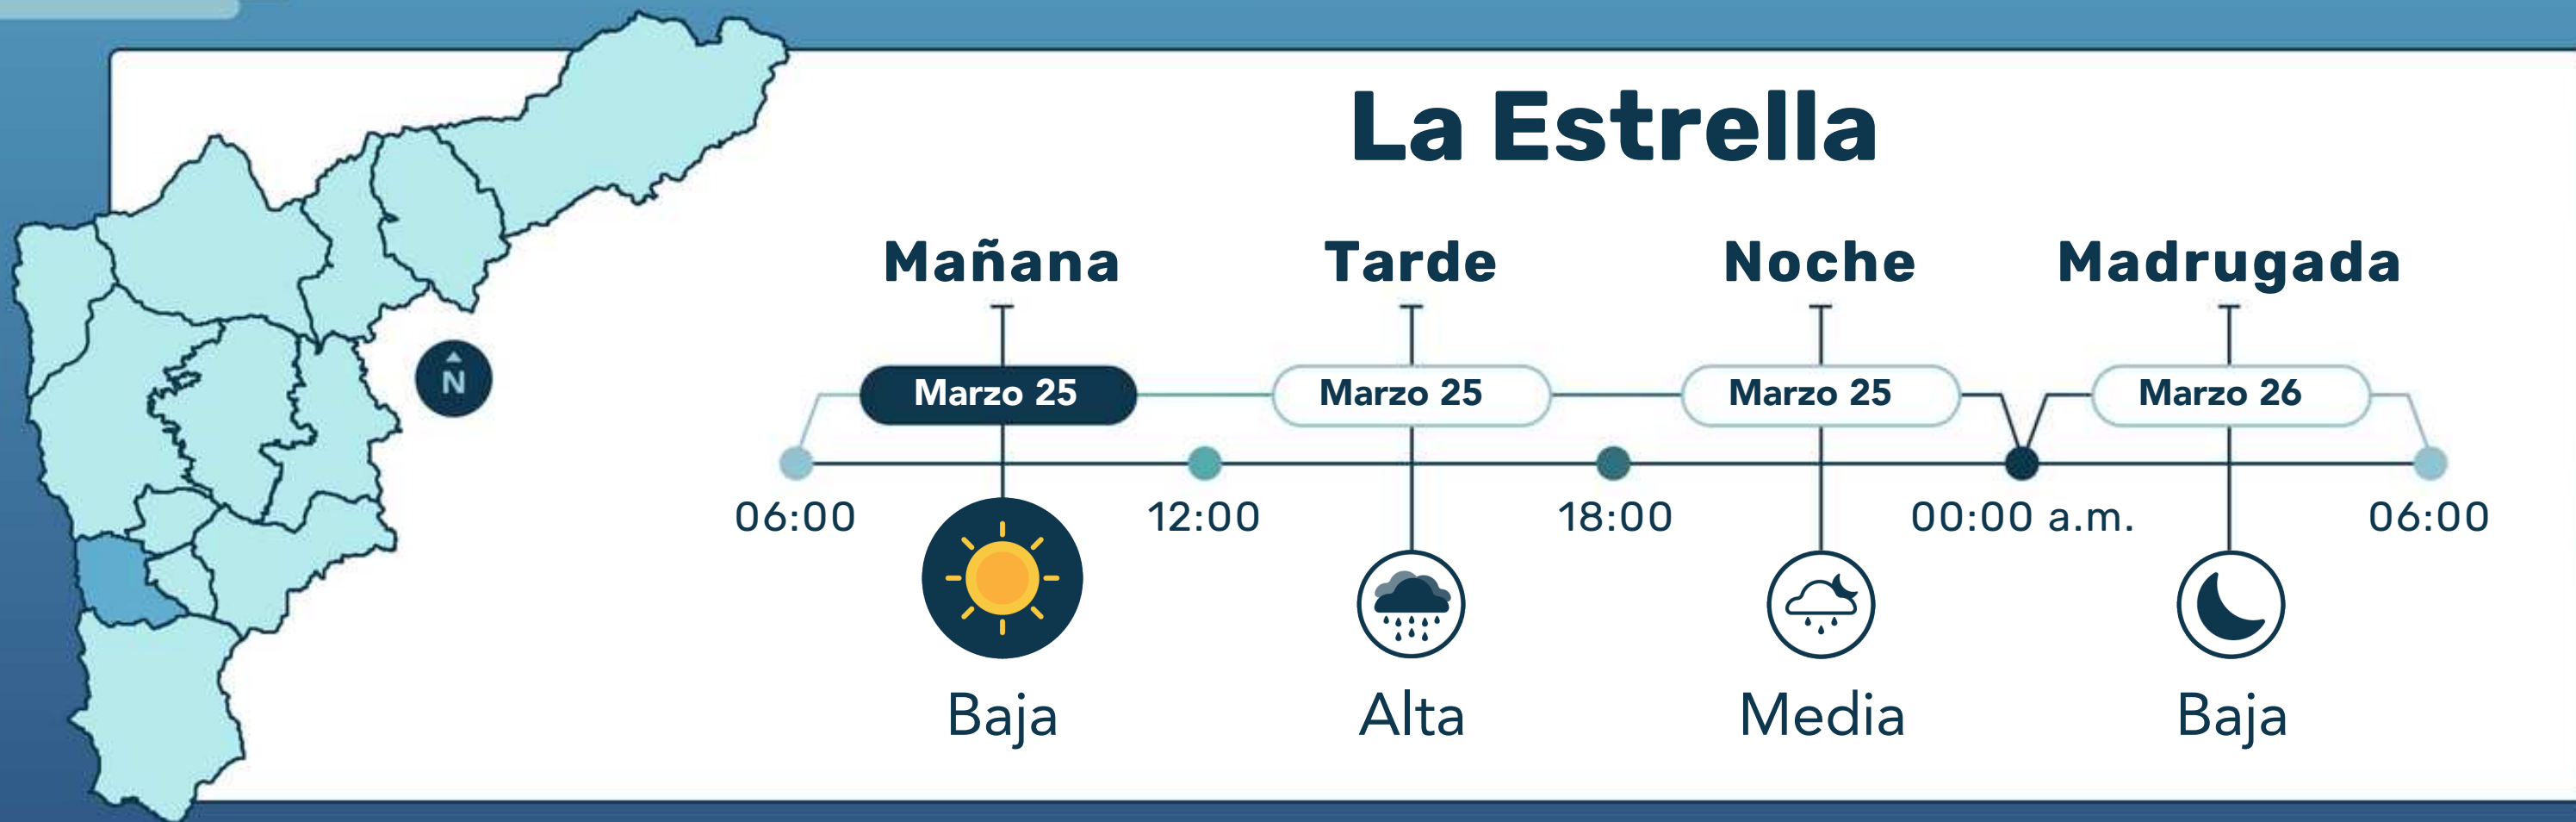 La Estrella
Mañana Tarde Noche Madrugada
N
Marzo 25 Marzo 25 Marzo 25 Marzo 26
06:00 12:00 18:00 00:00 a.m. 06:00
Baja Alta Media Baja